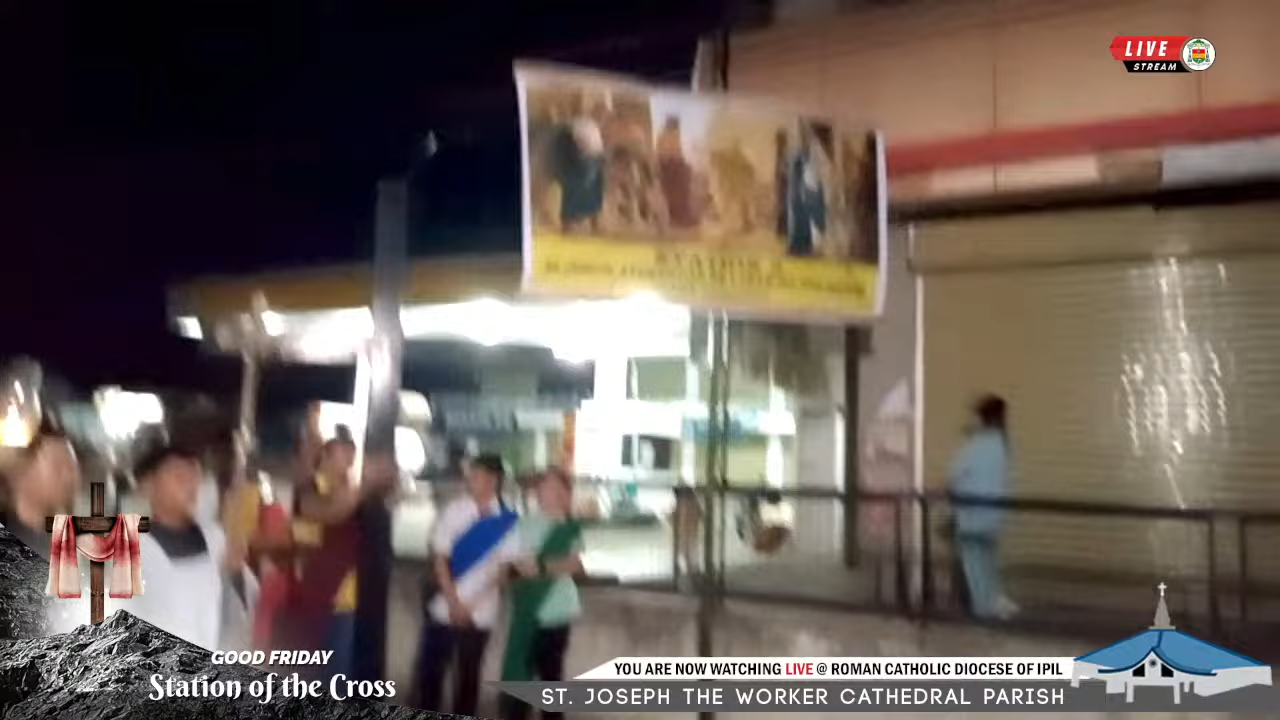 LIVE
STREAM
GOOD FRIDAY
Station of the Cross
YOU ARE NOW WATCHING LIVE @ ROMAN CATHOLIC DIOCESE OF IPIL
ST. JOSEPH THE WORKER CATHEDRAL PARISH